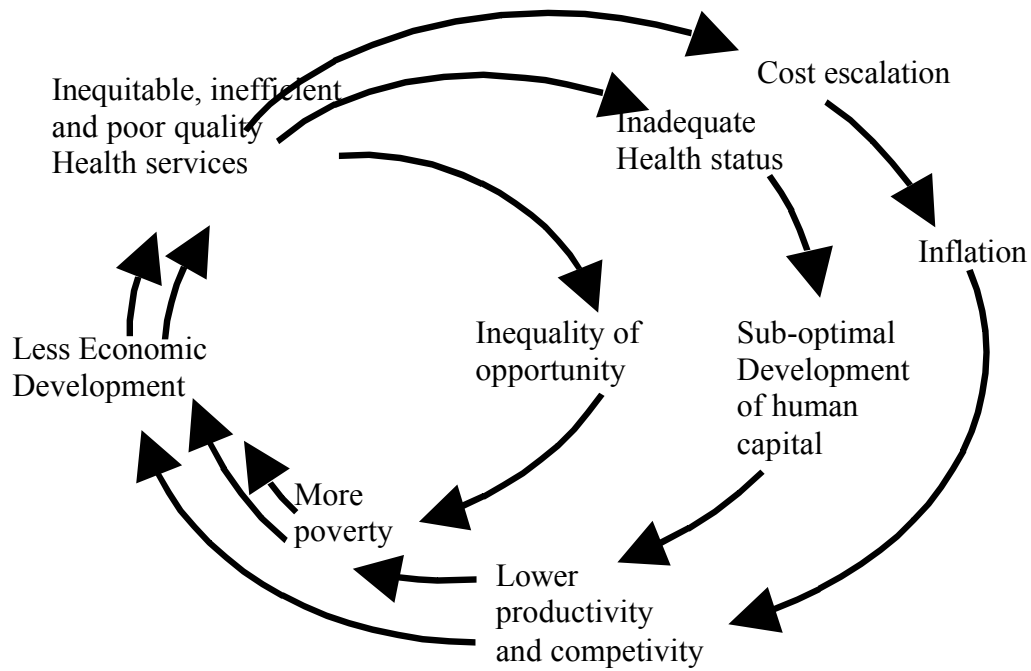 Inequitable, inefficient
and poor quality
Health services
Cost escalation
Inadequate
Health status
Inflation
Inequality of
opportunity
Sub-optimal
Development
of human
capital
Less Economic
Development
More
poverty
Lower
productivity
and competivity